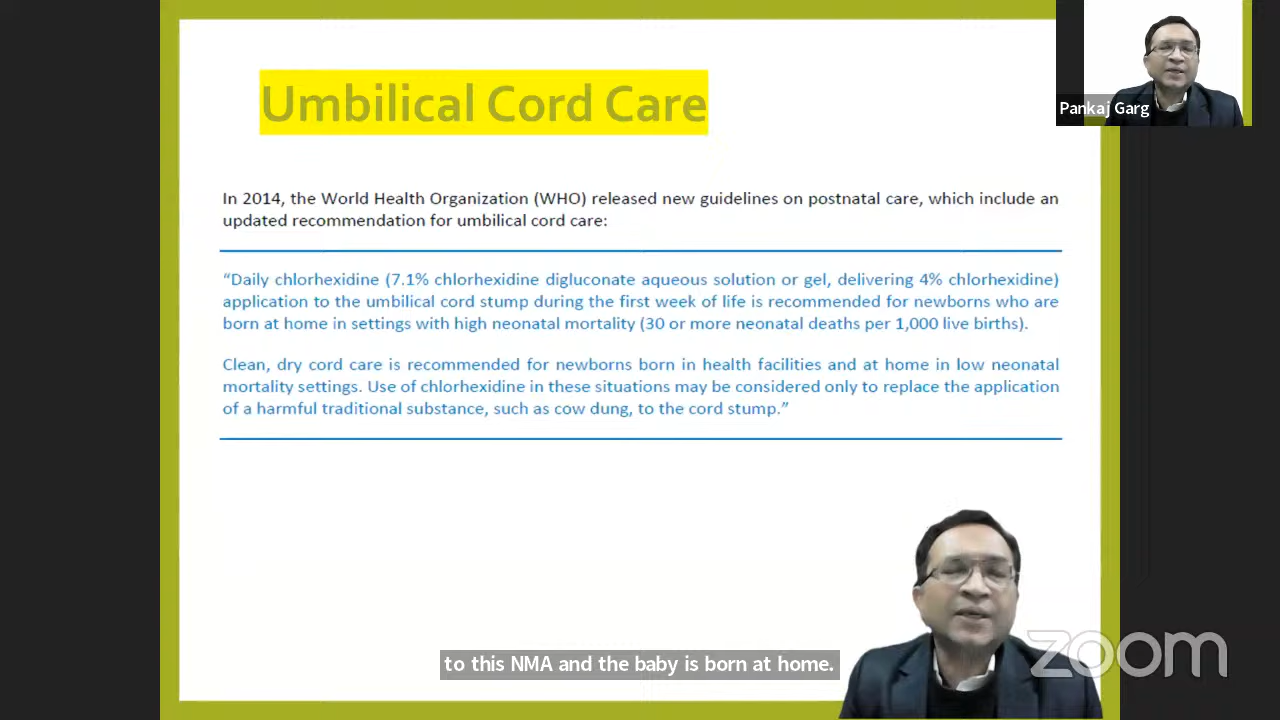 Umbilical Cord Care
Pankaj Garg
In 2014, the World Health Organization (WHO) released new guidelines on postnatal care, which include an
updated recommendation for umbilical cord care:
“Daily chlorhexidine (7.1% chlorhexidine digluconate aqueous solution or gel, delivering 4% chlorhexidine)
application to the umbilical cord stump during the first week of life is recommended for newborns who are
born at home in settings with high neonatal mortality (30 or more neonatal deaths per 1,000 live births).
Clean, dry cord care is recommended for newborns born in health facilities and at home in low neonatal
mortality settings. Use of chlorhexidine in these situations may be considered only to replace the application
of a harmful traditional substance, such as cow dung, to the cord stump.”
to this NMA and the baby is born at home.
zoom